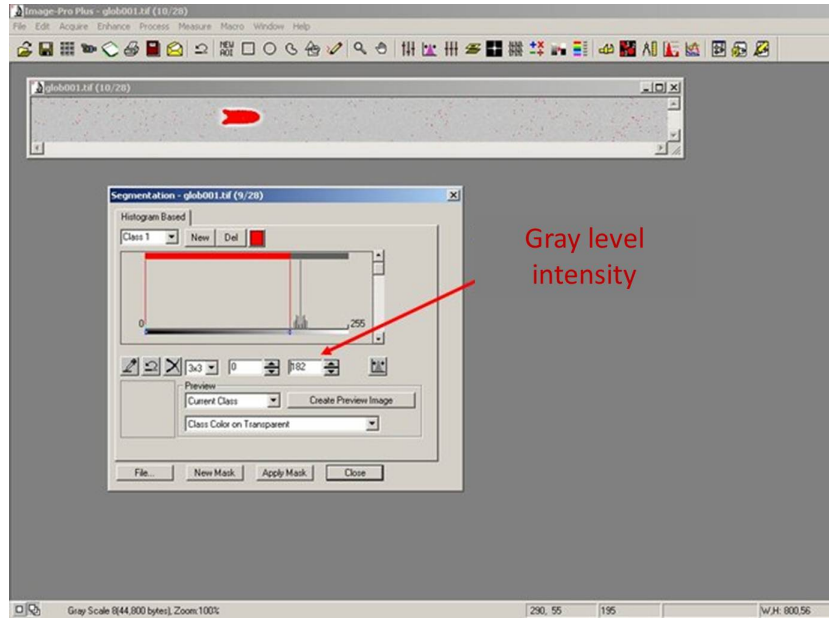 Image-Pro Plus - glob001.tif (10/28)
File Edit Acquire Enhance Process Measure Macro Window Help
NEW
AOI
glob001.tif (10/28)
Segmentation - glob001.tif (9/28)
Histogram Based
Class 1 New Del
0 255
3x3 0 182
Preview
Current Class Create Preview Image
Class Color on Transparent
File... New Mask Apply Mask Close
Gray level
intensity
Gray Scale 8(44,800 bytes), Zoom:100% 290, 55 195 W,H: 800,56